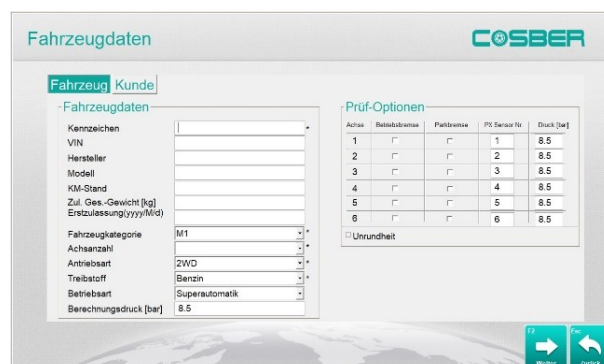 Fahrzeugdaten
COSBER
Fahrzeug Kunde
Fahrzeugdaten
Kennzeichen *
VIN
Hersteller
Modell
KM-Stand
Zul. Ges.-Gewicht [kg]
Erstzulassung(yyyy/M/d)
Fahrzeugkategorie M1 *
Achsanzahl *
Antriebsart 2WD *
Treibstoff Benzin *
Betriebsart Superautomatik
Berechnungsdruck [bar] 8.5
Prüf-Optionen
Achse Betriebsbremse Parkbremse PX Sensor Nr. Druck [bar]
1 1 8.5
2 2 8.5
3 3 8.5
4 4 8.5
5 5 8.5
6 6 8.5
Unrundheit
F2 Esc
Weiter Zurück